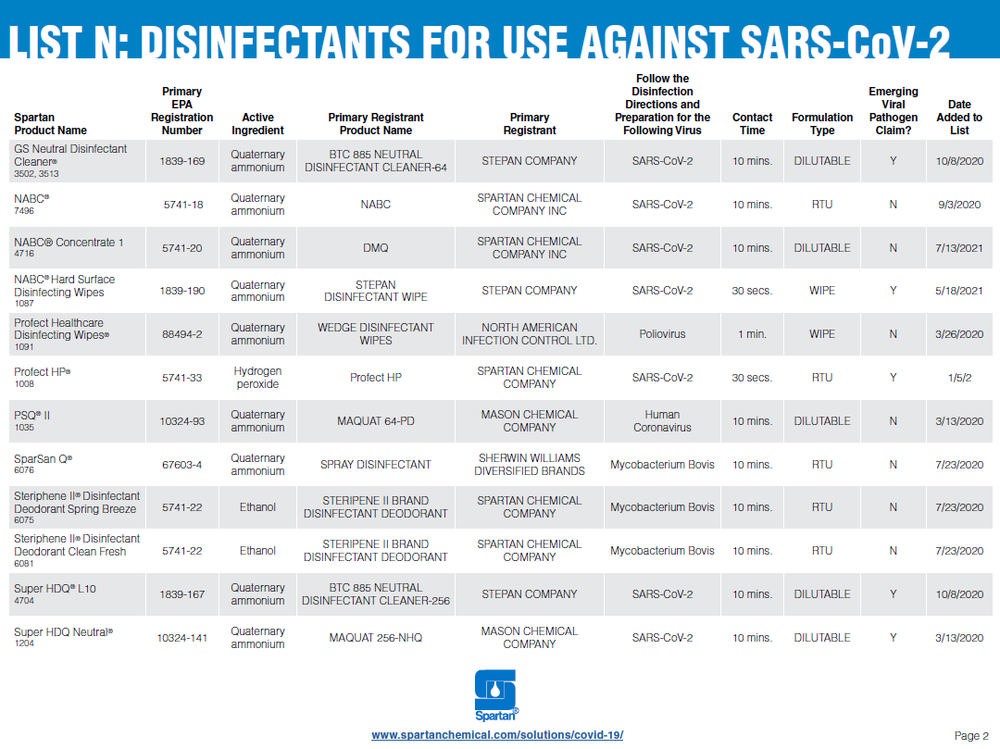 LIST N: DISINFECTANTS FOR USE AGAINST SARS-CoV-2
Spartan
Product Name
Primary
EPA
Registration
Number
Active
Ingredient
Primary Registrant
Product Name
Primary
Registrant
Follow the
Disinfection
Directions and
Preparation for the
Following Virus
Contact
Time
Formulation
Type
Emerging
Viral
Pathogen
Claim?
Date
Added to
List
GS Neutral Disinfectant
Cleaner®
3502, 3513
1839-169
Quaternary
ammonium
BTC 885 NEUTRAL
DISINFECTANT CLEANER-64
STEPAN COMPANY
SARS-CoV-2
10 mins.
DILUTABLE
Y
10/8/2020
NABC®
7496
5741-18
Quaternary
ammonium
NABC
SPARTAN CHEMICAL
COMPANY INC
SARS-CoV-2
10 mins.
RTU
N
9/3/2020
NABC® Concentrate 1
4716
5741-20
Quaternary
ammonium
DMQ
SPARTAN CHEMICAL
COMPANY INC
SARS-CoV-2
10 mins.
DILUTABLE
N
7/13/2021
NABC® Hard Surface
Disinfecting Wipes
1087
1839-190
Quaternary
ammonium
STEPAN
DISINFECTANT WIPE
STEPAN COMPANY
SARS-CoV-2
30 secs.
WIPE
Y
5/18/2021
Profect Healthcare
Disinfecting Wipes®
1091
88494-2
Quaternary
ammonium
WEDGE DISINFECTANT
WIPES
NORTH AMERICAN
INFECTION CONTROL LTD.
Poliovirus
1 min.
WIPE
N
3/26/2020
Profect HP®
1008
5741-33
Hydrogen
peroxide
Profect HP
SPARTAN CHEMICAL
COMPANY
SARS-CoV-2
30 secs.
RTU
Y
1/5/2
PSQ® II
1035
10324-93
Quaternary
ammonium
MAQUAT 64-PD
MASON CHEMICAL
COMPANY
Human
Coronavirus
10 mins.
DILUTABLE
N
3/13/2020
SparSan Q®
6076
67603-4
Quaternary
ammonium
SPRAY DISINFECTANT
SHERWIN WILLIAMS
DIVERSIFIED BRANDS
Mycobacterium Bovis
10 mins.
RTU
N
7/23/2020
Steriphene II® Disinfectant
Deodorant Spring Breeze
6075
5741-22
Ethanol
STERIPENE II BRAND
DISINFECTANT DEODORANT
SPARTAN CHEMICAL
COMPANY
Mycobacterium Bovis
10 mins.
RTU
N
7/23/2020
Steriphene II® Disinfectant
Deodorant Clean Fresh
6081
5741-22
Ethanol
STERIPENE II BRAND
DISINFECTANT DEODORANT
SPARTAN CHEMICAL
COMPANY
Mycobacterium Bovis
10 mins.
RTU
N
7/23/2020
Super HDQ® L10
4704
1839-167
Quaternary
ammonium
BTC 885 NEUTRAL
DISINFECTANT CLEANER-256
STEPAN COMPANY
SARS-CoV-2
10 mins.
DILUTABLE
Y
10/8/2020
Super HDQ Neutral®
1204
10324-141
Quaternary
ammonium
MAQUAT 256-NHQ
MASON CHEMICAL
COMPANY
SARS-CoV-2
10 mins.
DILUTABLE
Y
3/13/2020
Spartan®
www.spartanchemical.com/solutions/covid-19/
Page 2